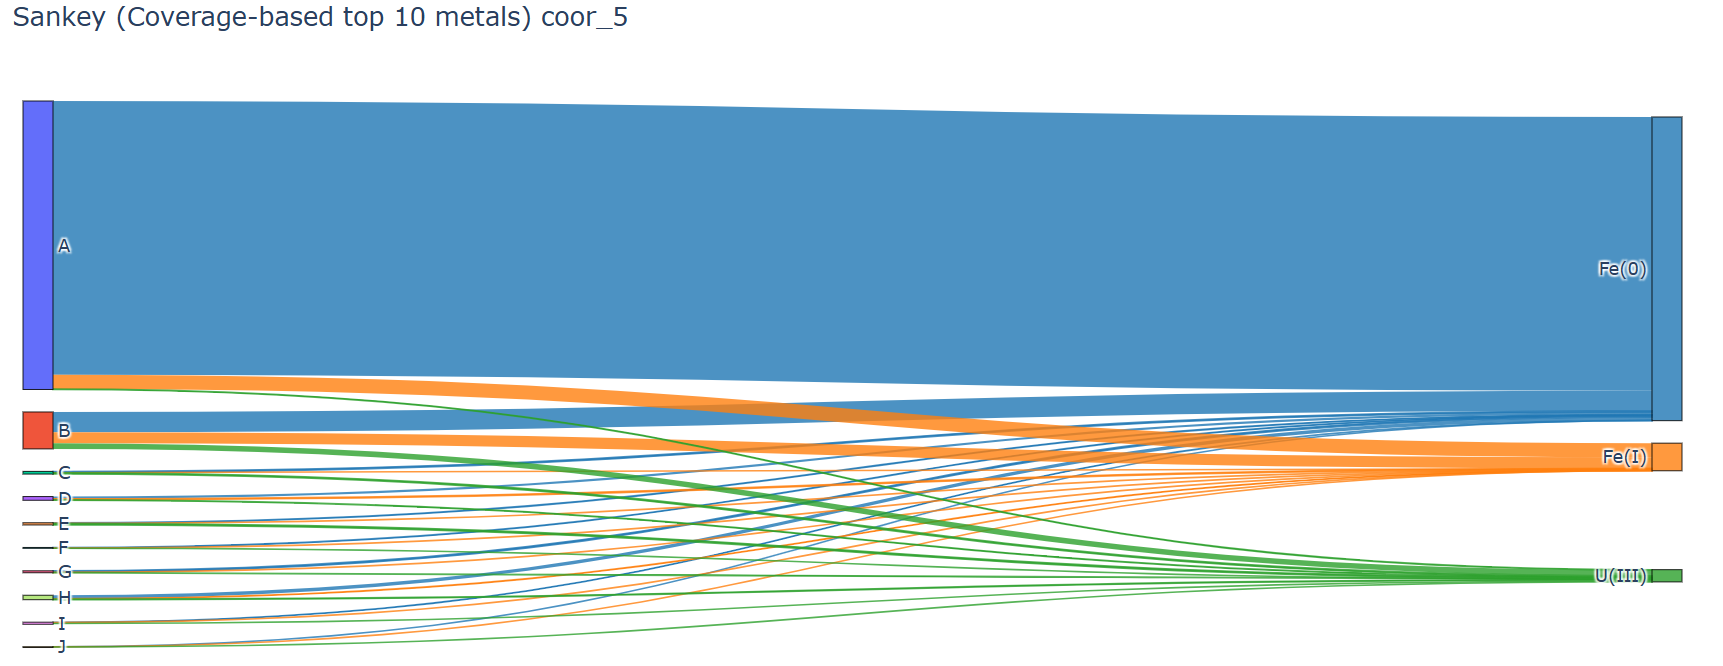 Sankey (Coverage-based top 10 metals) coor_5
A
B
C
D
E
F
G
H
I
J
Fe(0)
Fe(I)
U(III)